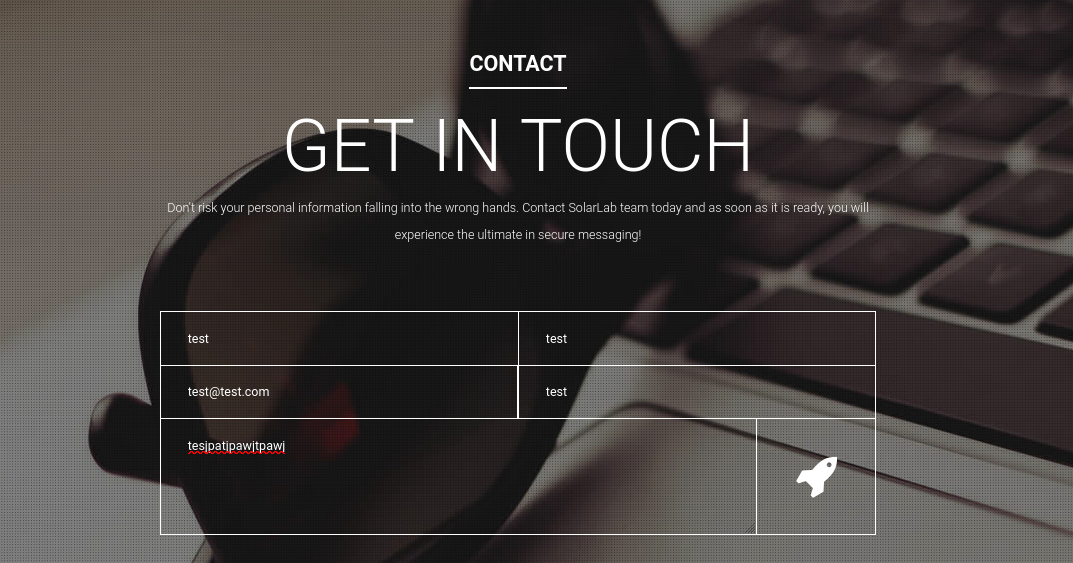 CONTACT
GET IN TOUCH
Don't risk your personal information falling into the wrong hands. Contact SolarLab team today and as soon as it is ready, you will
experience the ultimate in secure messaging!
test
test
test@test.com
test
tesjpatjpawjtpawj